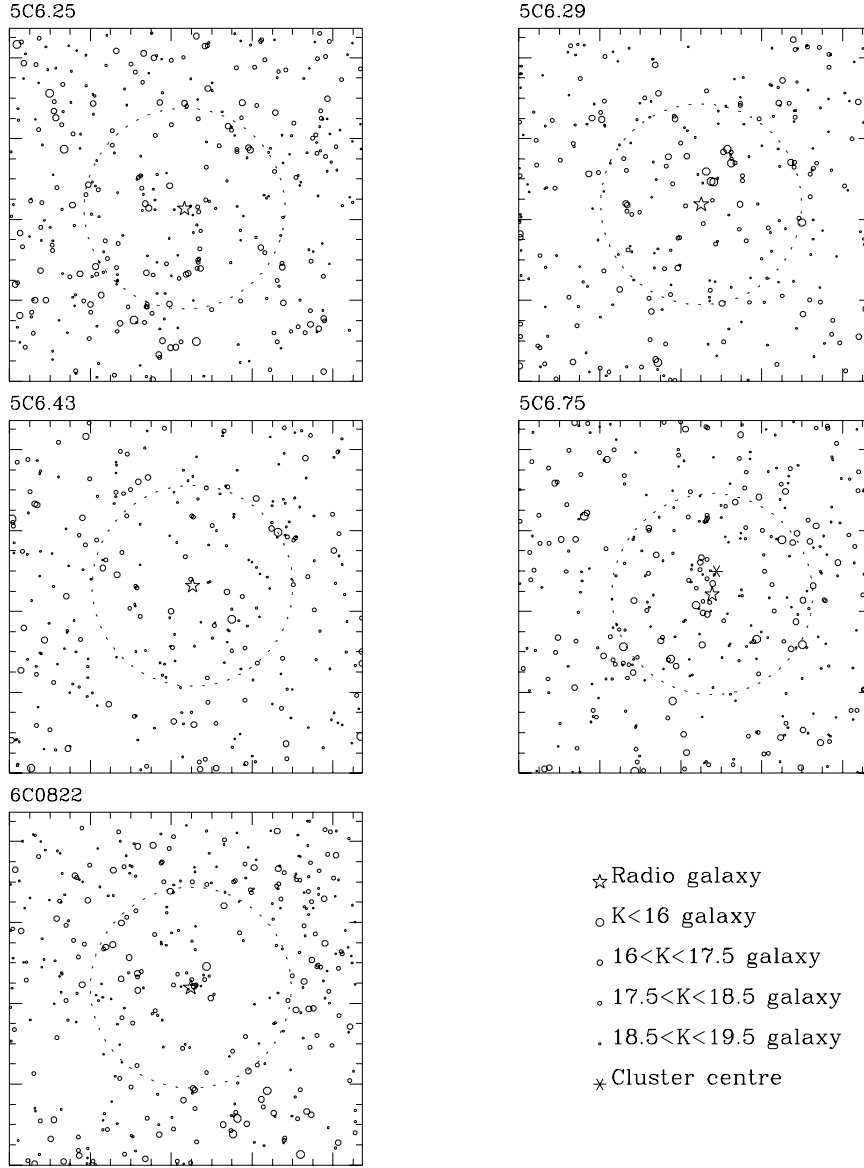 5C6.25
5C6.29
5C6.43
5C6.75
6C0822
Radio galaxy
K<16 galaxy
16<K<17.5 galaxy
17.5<K<18.5 galaxy
18.5<K<19.5 galaxy
Cluster centre